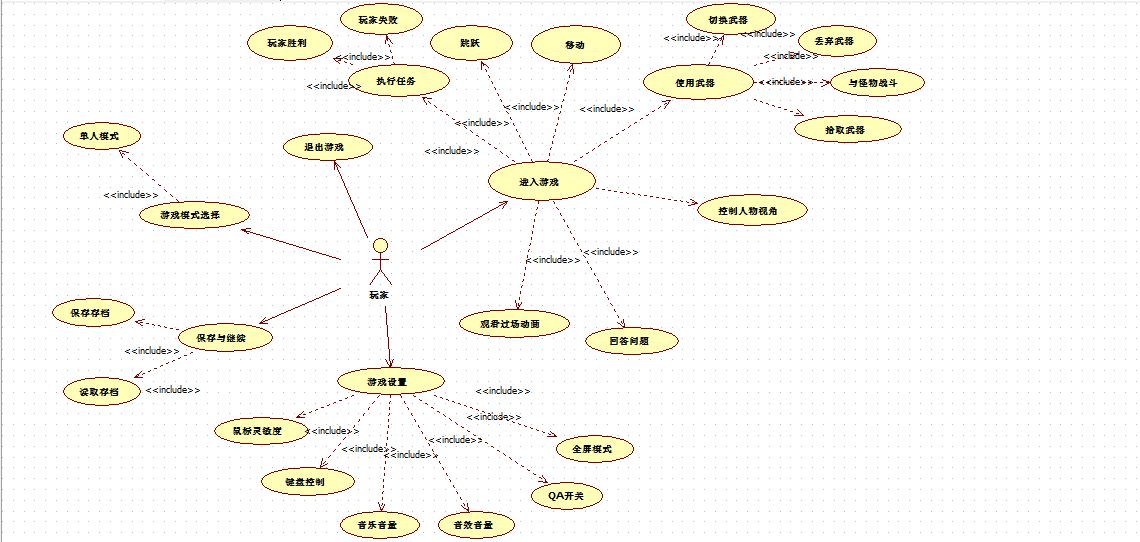 玩家失败
切换武器
<<include>>
<<include>>
玩家胜利
跳跃
移动
丢弃武器
<<include>>
<<include>>
执行任务
使用武器
<<include>>
与怪物战斗
<<include>>
<<include>>
<<include>>
<<include>>
拾取武器
单人模式
退出游戏
<<include>>
进入游戏
<<include>>
游戏模式选择
控制人物视角
<<include>>
<<include>>
玩家
保存存档
保存与继续
观看过场动画
回答问题
<<include>>
游戏设置
读取存档
<<include>>
<<include>>
<<include>>
鼠标灵敏度
<<include>>
<<include>>
<<include>>
<<include>>
全屏模式
键盘控制
QA开关
音乐音量
音效音量